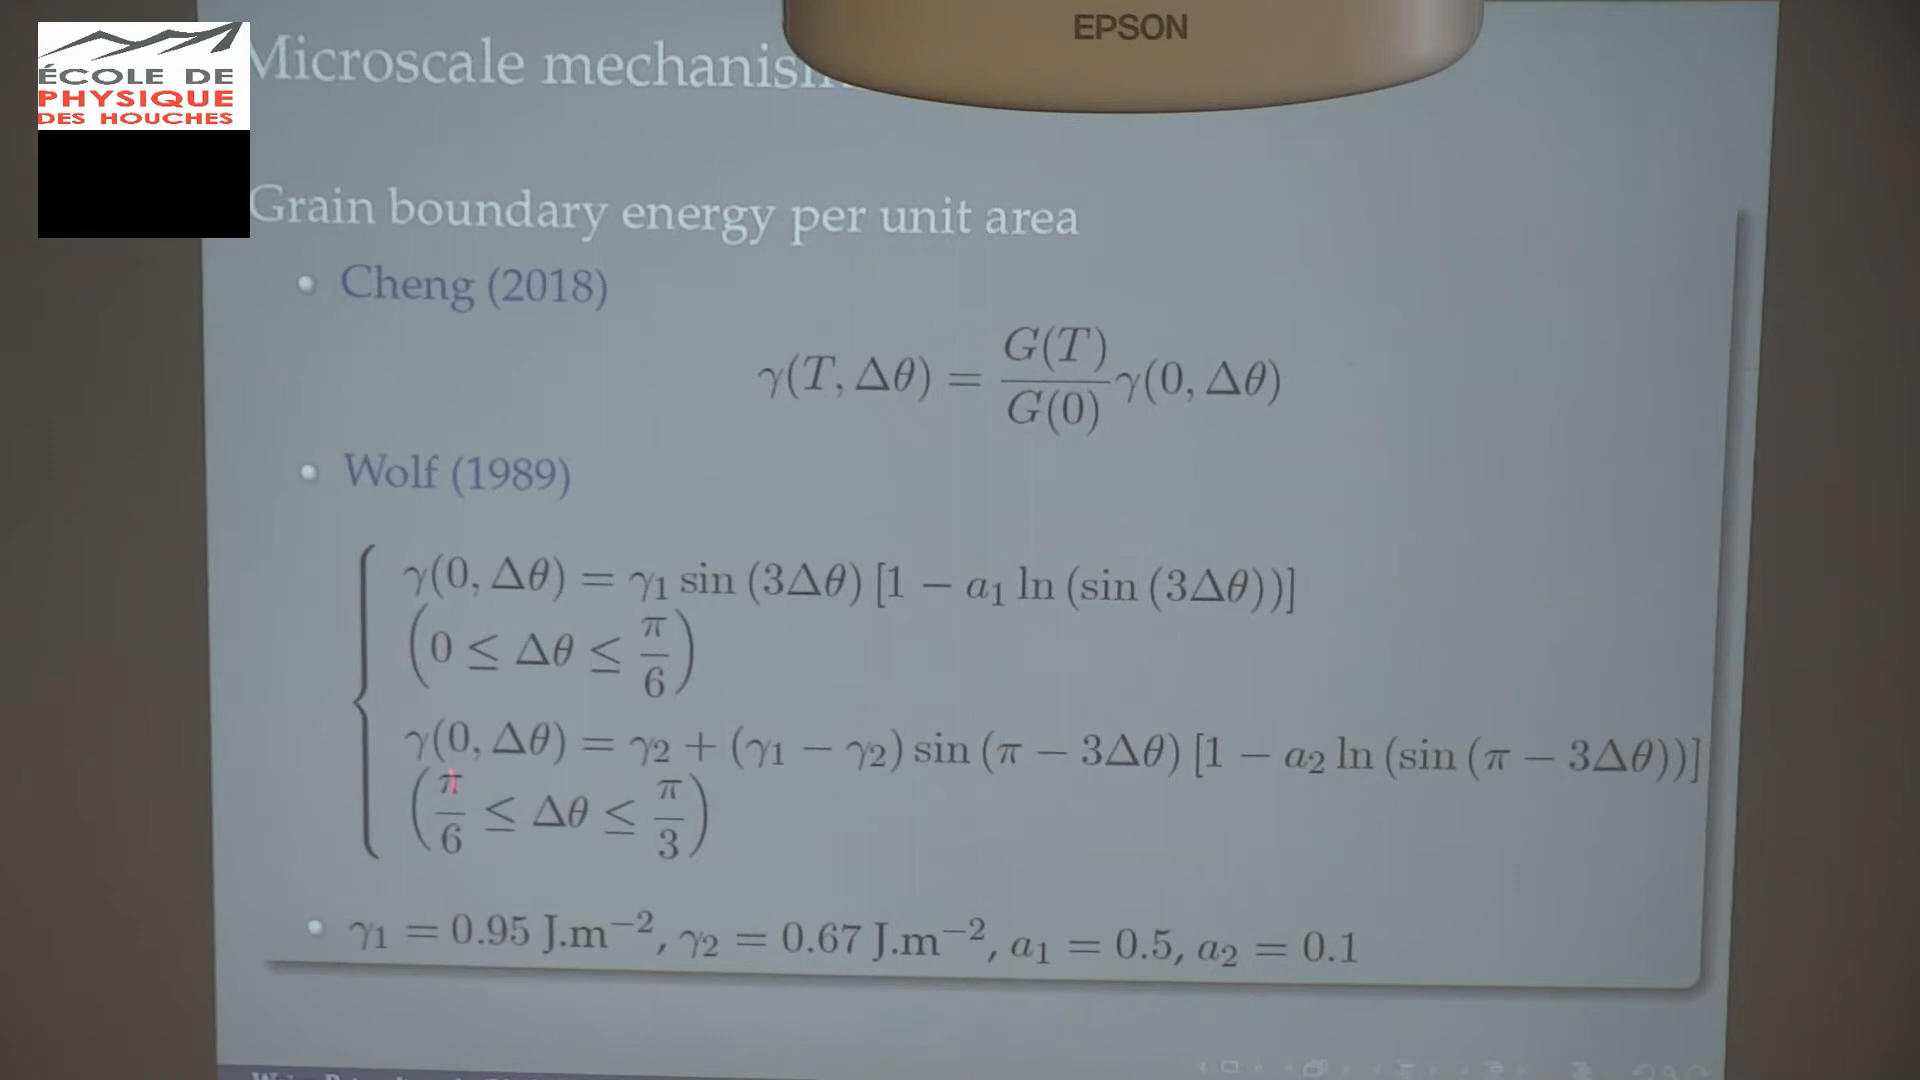 EPSON
ÉCOLE DE
PHYSIQUE
DES HOUCHES
Microscale
Grain boundary energy per unit area
Cheng (2018)
γ(T, Δθ) = G(T)/G(0) γ(0, Δθ)
Wolf (1989)
γ(0, Δθ) = γ₁ sin (3Δθ) [1 − a₁ ln (sin (3Δθ))]
(0 ≤ Δθ ≤ π/6)
γ(0, Δθ) = γ₂ + (γ₁ − γ₂) sin (π − 3Δθ) [1 − a₂ ln (sin (π − 3Δθ))]
(π/6 ≤ Δθ ≤ π/3)
γ₁ = 0.95 J.m⁻², γ₂ = 0.67 J.m⁻², a₁ = 0.5, a₂ = 0.1